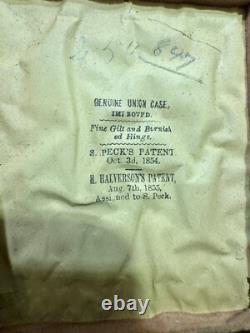 GENUINE UNION CASE,
IMPROVED.
Fine Gilt and Burnish
ed Hinge.
S. PECK'S PATENT.
Oct. 3d, 1854.
H. HALVERSON'S PATENT,
Aug. 7th, 1855,
Assigned to S. Peck.